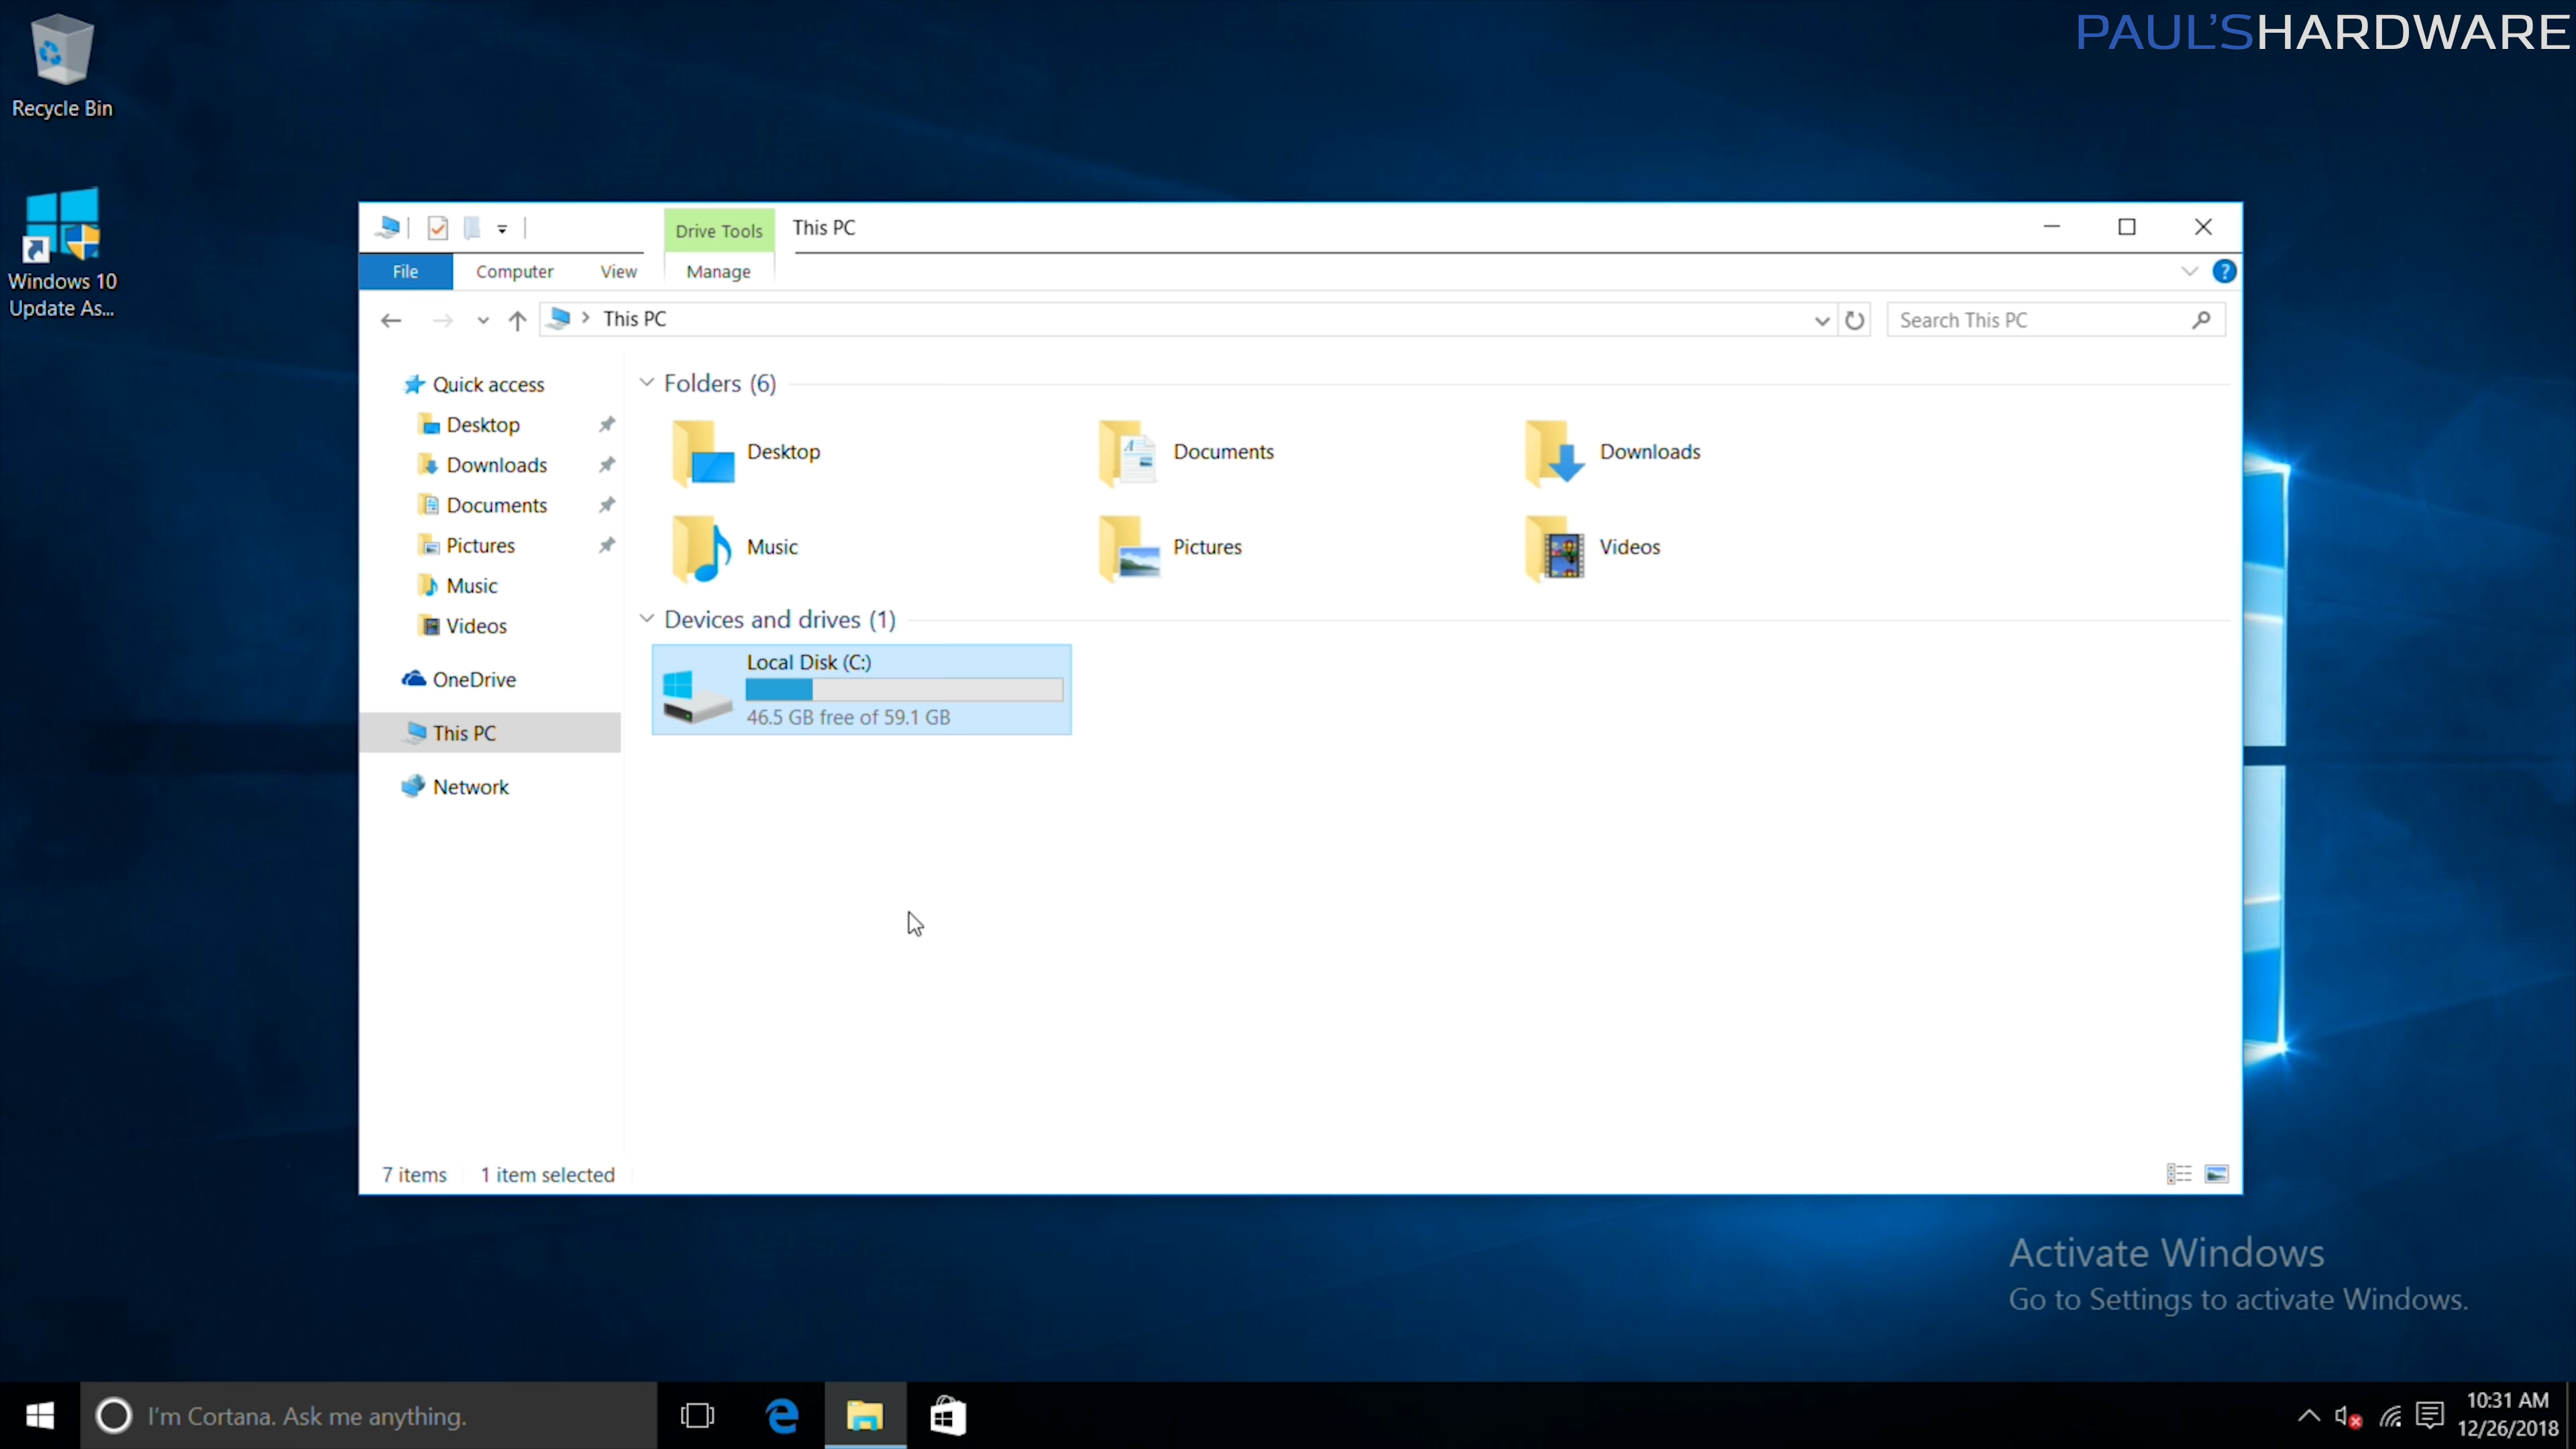 PAUL'SHARDWARE
Recycle Bin
Windows 10
Update As...
Drive Tools
This PC
File
Computer
View
Manage
This PC
Search This PC
Quick access
Desktop
Downloads
Documents
Pictures
Music
Videos
OneDrive
This PC
Network
Folders (6)
Desktop
Documents
Downloads
Music
Pictures
Videos
Devices and drives (1)
Local Disk (C:)
46.5 GB free of 59.1 GB
7 items
1 item selected
Activate Windows
Go to Settings to activate Windows.
I'm Cortana. Ask me anything.
10:31 AM
12/26/2018